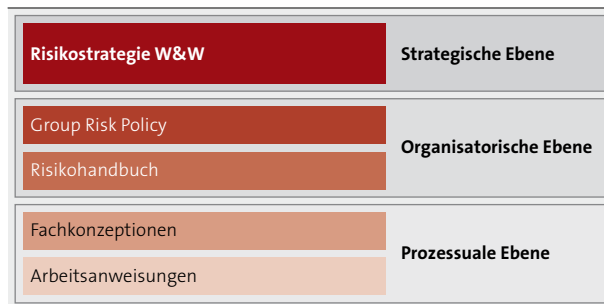 Risikostrategie W&W
Strategische Ebene
Group Risk Policy
Risikohandbuch
Organisatorische Ebene
Fachkonzeptionen
Arbeitsanweisungen
Prozessuale Ebene